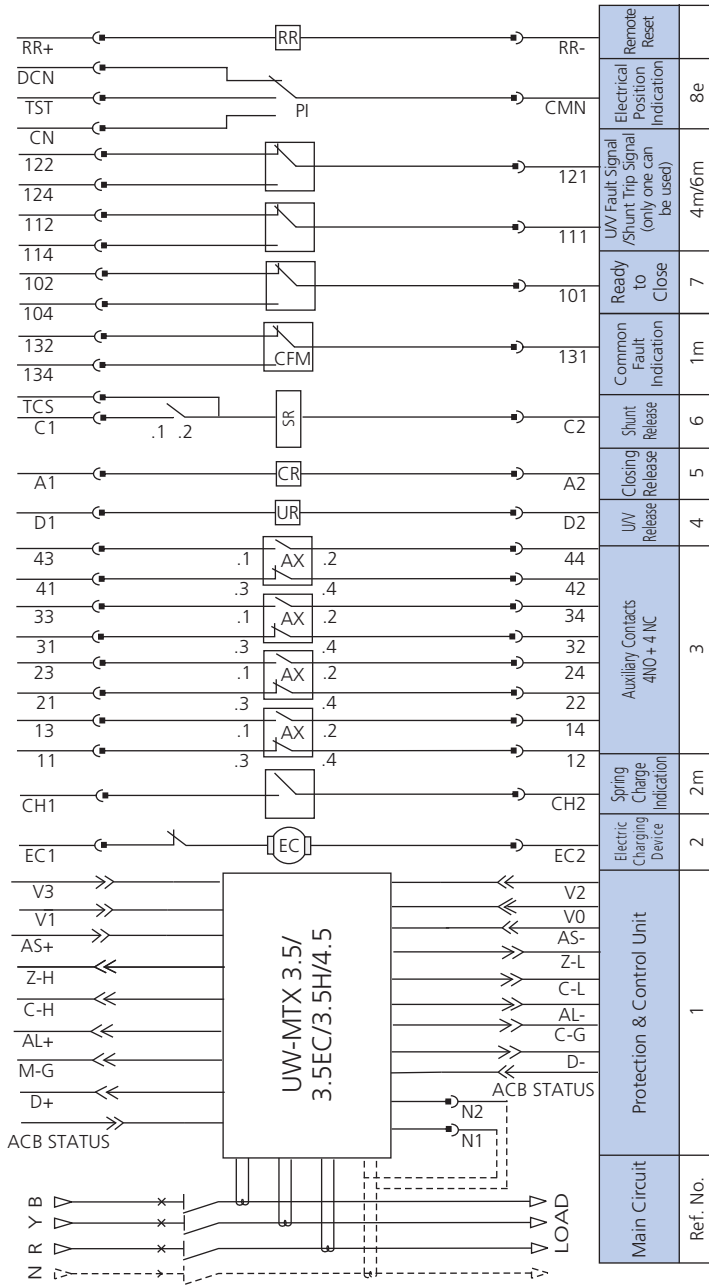 RR+
RR
RR-
Remote
Reset
DCN
TST
CN
PI
CMN
Electrical
Position
Indication
8e
122
124
121
112
114
111
U/V Fault Signal
/Shunt Trip Signal
(only one can
be used)
4m/6m
102
104
101
Ready
to
Close
7
132
134
CFM
131
Common
Fault
Indication
1m
TCS
C1
.1 .2
SR
C2
Shunt
Release
6
A1
CR
A2
Closing
Release
5
D1
UR
D2
U/V
Release
4
43 .1 AX .2 44
41 .3 .4 42
33 .1 AX .2 34
31 .3 .4 32
23 .1 AX .2 24
21 .3 .4 22
13 .1 AX .2 14
11 .3 .4 12
Auxiliary Contacts
4NO + 4 NC
3
CH1
CH2
Spring
Charge
Indication
2m
EC1
EC
EC2
Electric
Charging
Device
2
V3
V1
AS+
Z-H
C-H
AL+
M-G
D+
ACB STATUS
UW-MTX 3.5/
3.5EC/3.5H/4.5
V2
V0
AS-
Z-L
C-L
AL-
C-G
D-
ACB STATUS
N2
N1
Protection & Control Unit
1
B
Y
R
N
LOAD
Main Circuit
Ref. No.